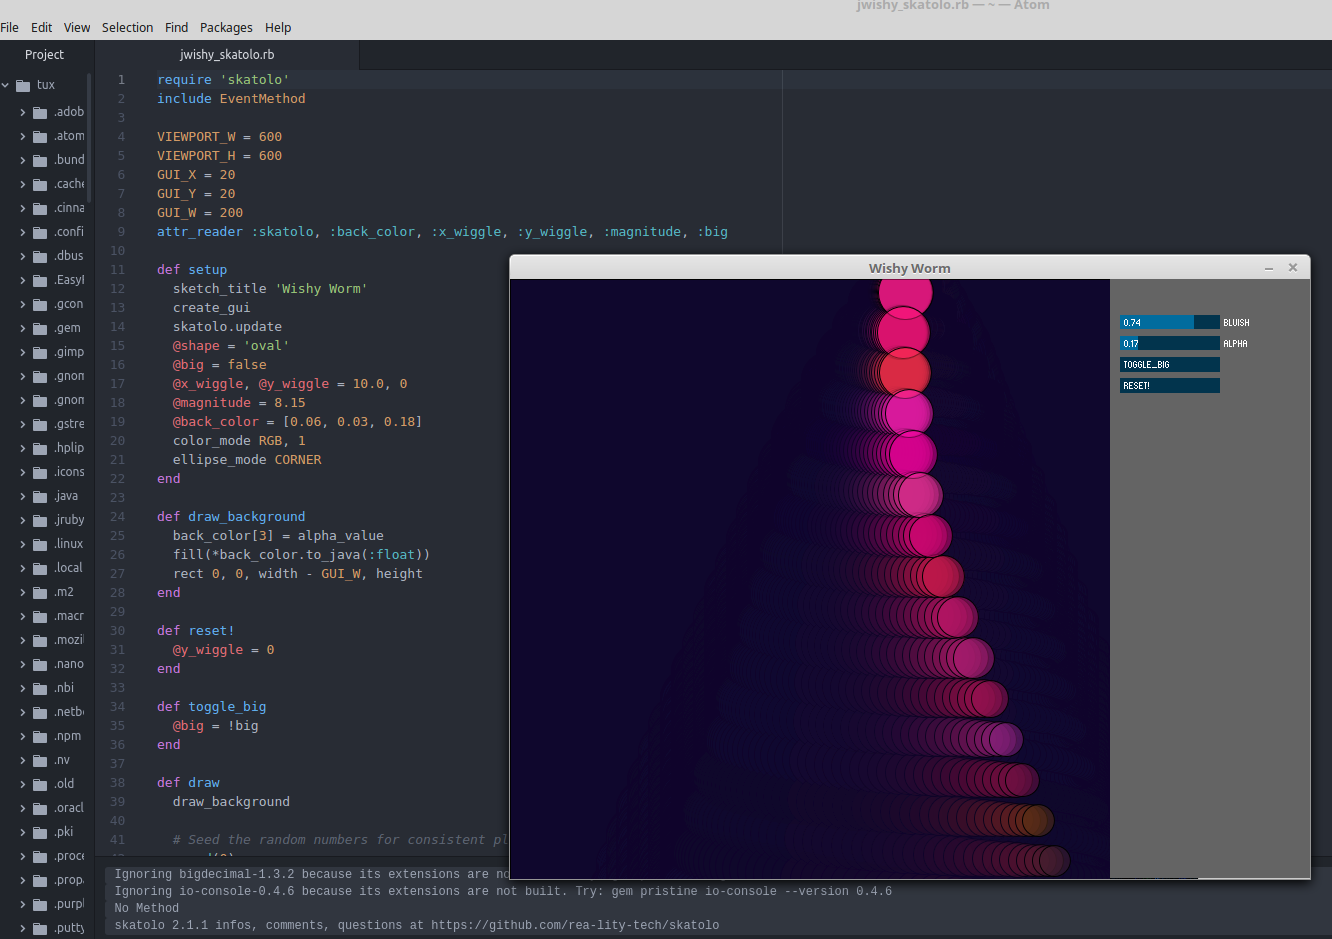 jwishy_skatolo.rb — ~ — Atom
File Edit View Selection Find Packages Help
Project
jwishy_skatolo.rb
tux
.adob
.atom
.bund
.cache
.cinna
.confi
.dbus
.Easyl
.gcon
.gem
.gimp
.gnom
.gnom
.gstre
.hplip
.icons
.java
.jruby
.linux
.local
.m2
.macr
.mozil
.nano
.nbi
.netbe
.npm
.nv
.old
.oracl
.pki
.proce
.propa
.purpl
.putty
1 require 'skatolo'
2 include EventMethod
3
4 VIEWPORT_W = 600
5 VIEWPORT_H = 600
6 GUI_X = 20
7 GUI_Y = 20
8 GUI_W = 200
9 attr_reader :skatolo, :back_color, :x_wiggle, :y_wiggle, :magnitude, :big
10
11 def setup
12 sketch_title 'Wishy Worm'
13 create_gui
14 skatolo.update
15 @shape = 'oval'
16 @big = false
17 @x_wiggle, @y_wiggle = 10.0, 0
18 @magnitude = 8.15
19 @back_color = [0.06, 0.03, 0.18]
20 color_mode RGB, 1
21 ellipse_mode CORNER
22 end
23
24 def draw_background
25 back_color[3] = alpha_value
26 fill(*back_color.to_java(:float))
27 rect 0, 0, width - GUI_W, height
28 end
29
30 def reset!
31 @y_wiggle = 0
32 end
33
34 def toggle_big
35 @big = !big
36 end
37
38 def draw
39 draw_background
40
41 # Seed the random numbers for consistent pl
Wishy Worm
0.74 BLUISH
0.17 ALPHA
TOGGLE_BIG
RESET!
Ignoring bigdecimal-1.3.2 because its extensions are no
Ignoring io-console-0.4.6 because its extensions are not built. Try: gem pristine io-console --version 0.4.6
No Method
skatolo 2.1.1 infos, comments, questions at https://github.com/rea-lity-tech/skatolo